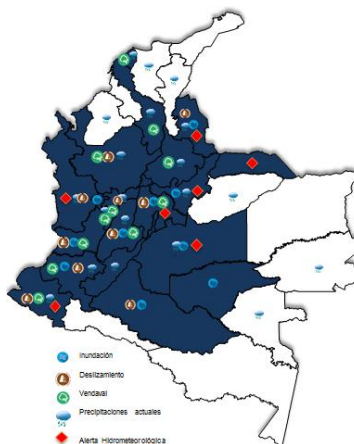 Inundación
Deslizamiento
Vendaval
Precipitaciones actuales
Alerta Hidrometeorológica